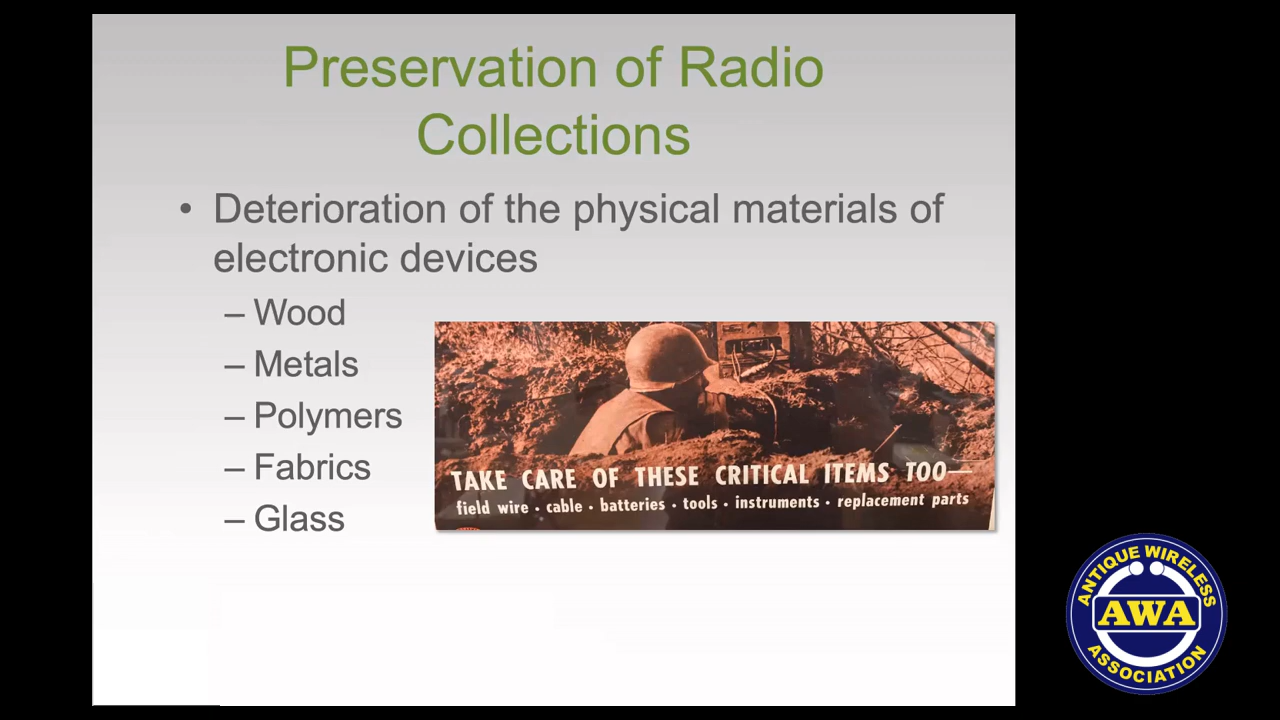 Preservation of Radio
Collections
• Deterioration of the physical materials of
electronic devices
– Wood
– Metals
– Polymers
– Fabrics
– Glass
TAKE CARE OF THESE CRITICAL ITEMS TOO—
field wire · cable · batteries · tools · instruments · replacement parts
ANTIQUE WIRELESS
AWA
ASSOCIATION